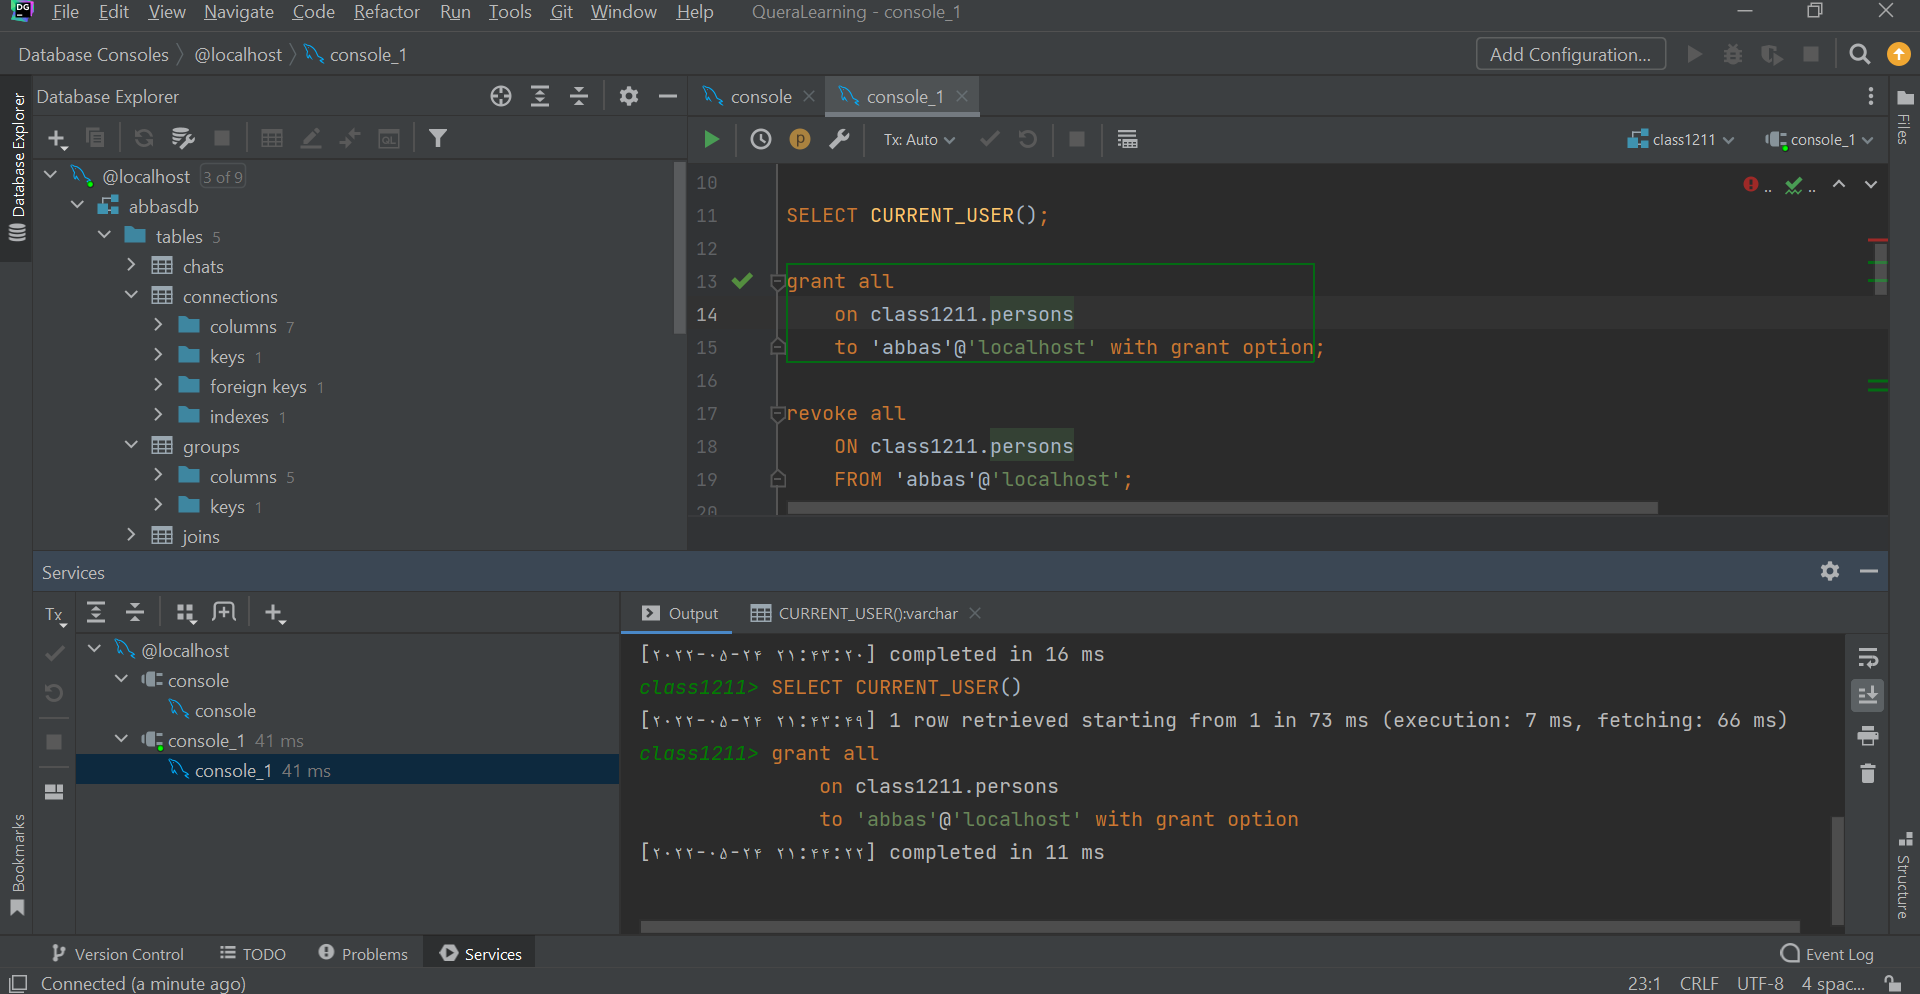 DG File Edit View Navigate Code Refactor Run Tools Git Window Help QueraLearning - console_1
Database Consoles @localhost console_1 Add Configuration...
Database Explorer
Database Explorer
console console_1
Files
Tx: Auto class1211 console_1
QL
p
@localhost 3 of 9
abbasdb
tables 5
chats
connections
columns 7
keys 1
foreign keys 1
indexes 1
groups
columns 5
keys 1
joins
10
11 SELECT CURRENT_USER();
12
13 grant all
14 on class1211.persons
15 to 'abbas'@'localhost' with grant option;
16
17 revoke all
18 ON class1211.persons
19 FROM 'abbas'@'localhost';
20
Services
Tx
Output CURRENT_USER():varchar
@localhost
console
console
console_1 41 ms
console_1 41 ms
[۲۰۲۲-۰۵-۲۴ ۲۱:۴۳:۲۰] completed in 16 ms
class1211> SELECT CURRENT_USER()
[۲۰۲۲-۰۵-۲۴ ۲۱:۴۳:۴۹] 1 row retrieved starting from 1 in 73 ms (execution: 7 ms, fetching: 66 ms)
class1211> grant all
on class1211.persons
to 'abbas'@'localhost' with grant option
[۲۰۲۲-۰۵-۲۴ ۲۱:۴۴:۲۲] completed in 11 ms
Bookmarks
Structure
Version Control TODO Problems Services Event Log
Connected (a minute ago) 23:1 CRLF UTF-8 4 spac...